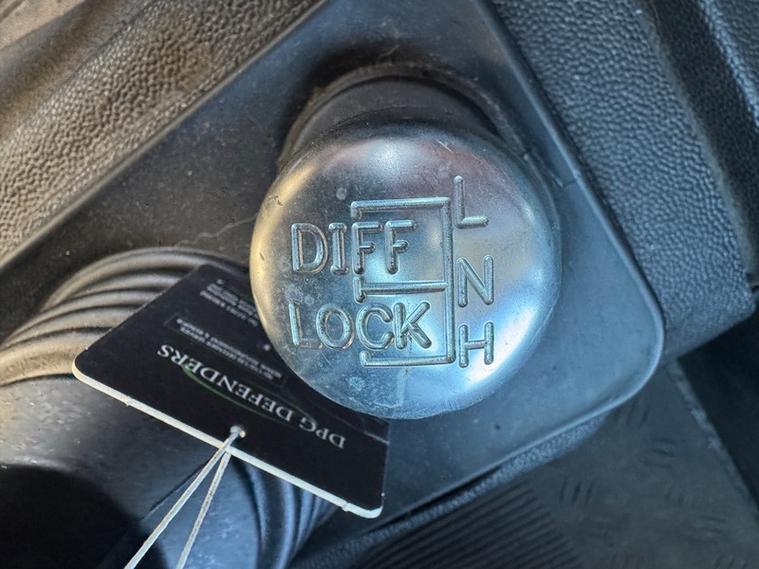 DIFF
LOCK
L
N
H
DPG DEFENDERS